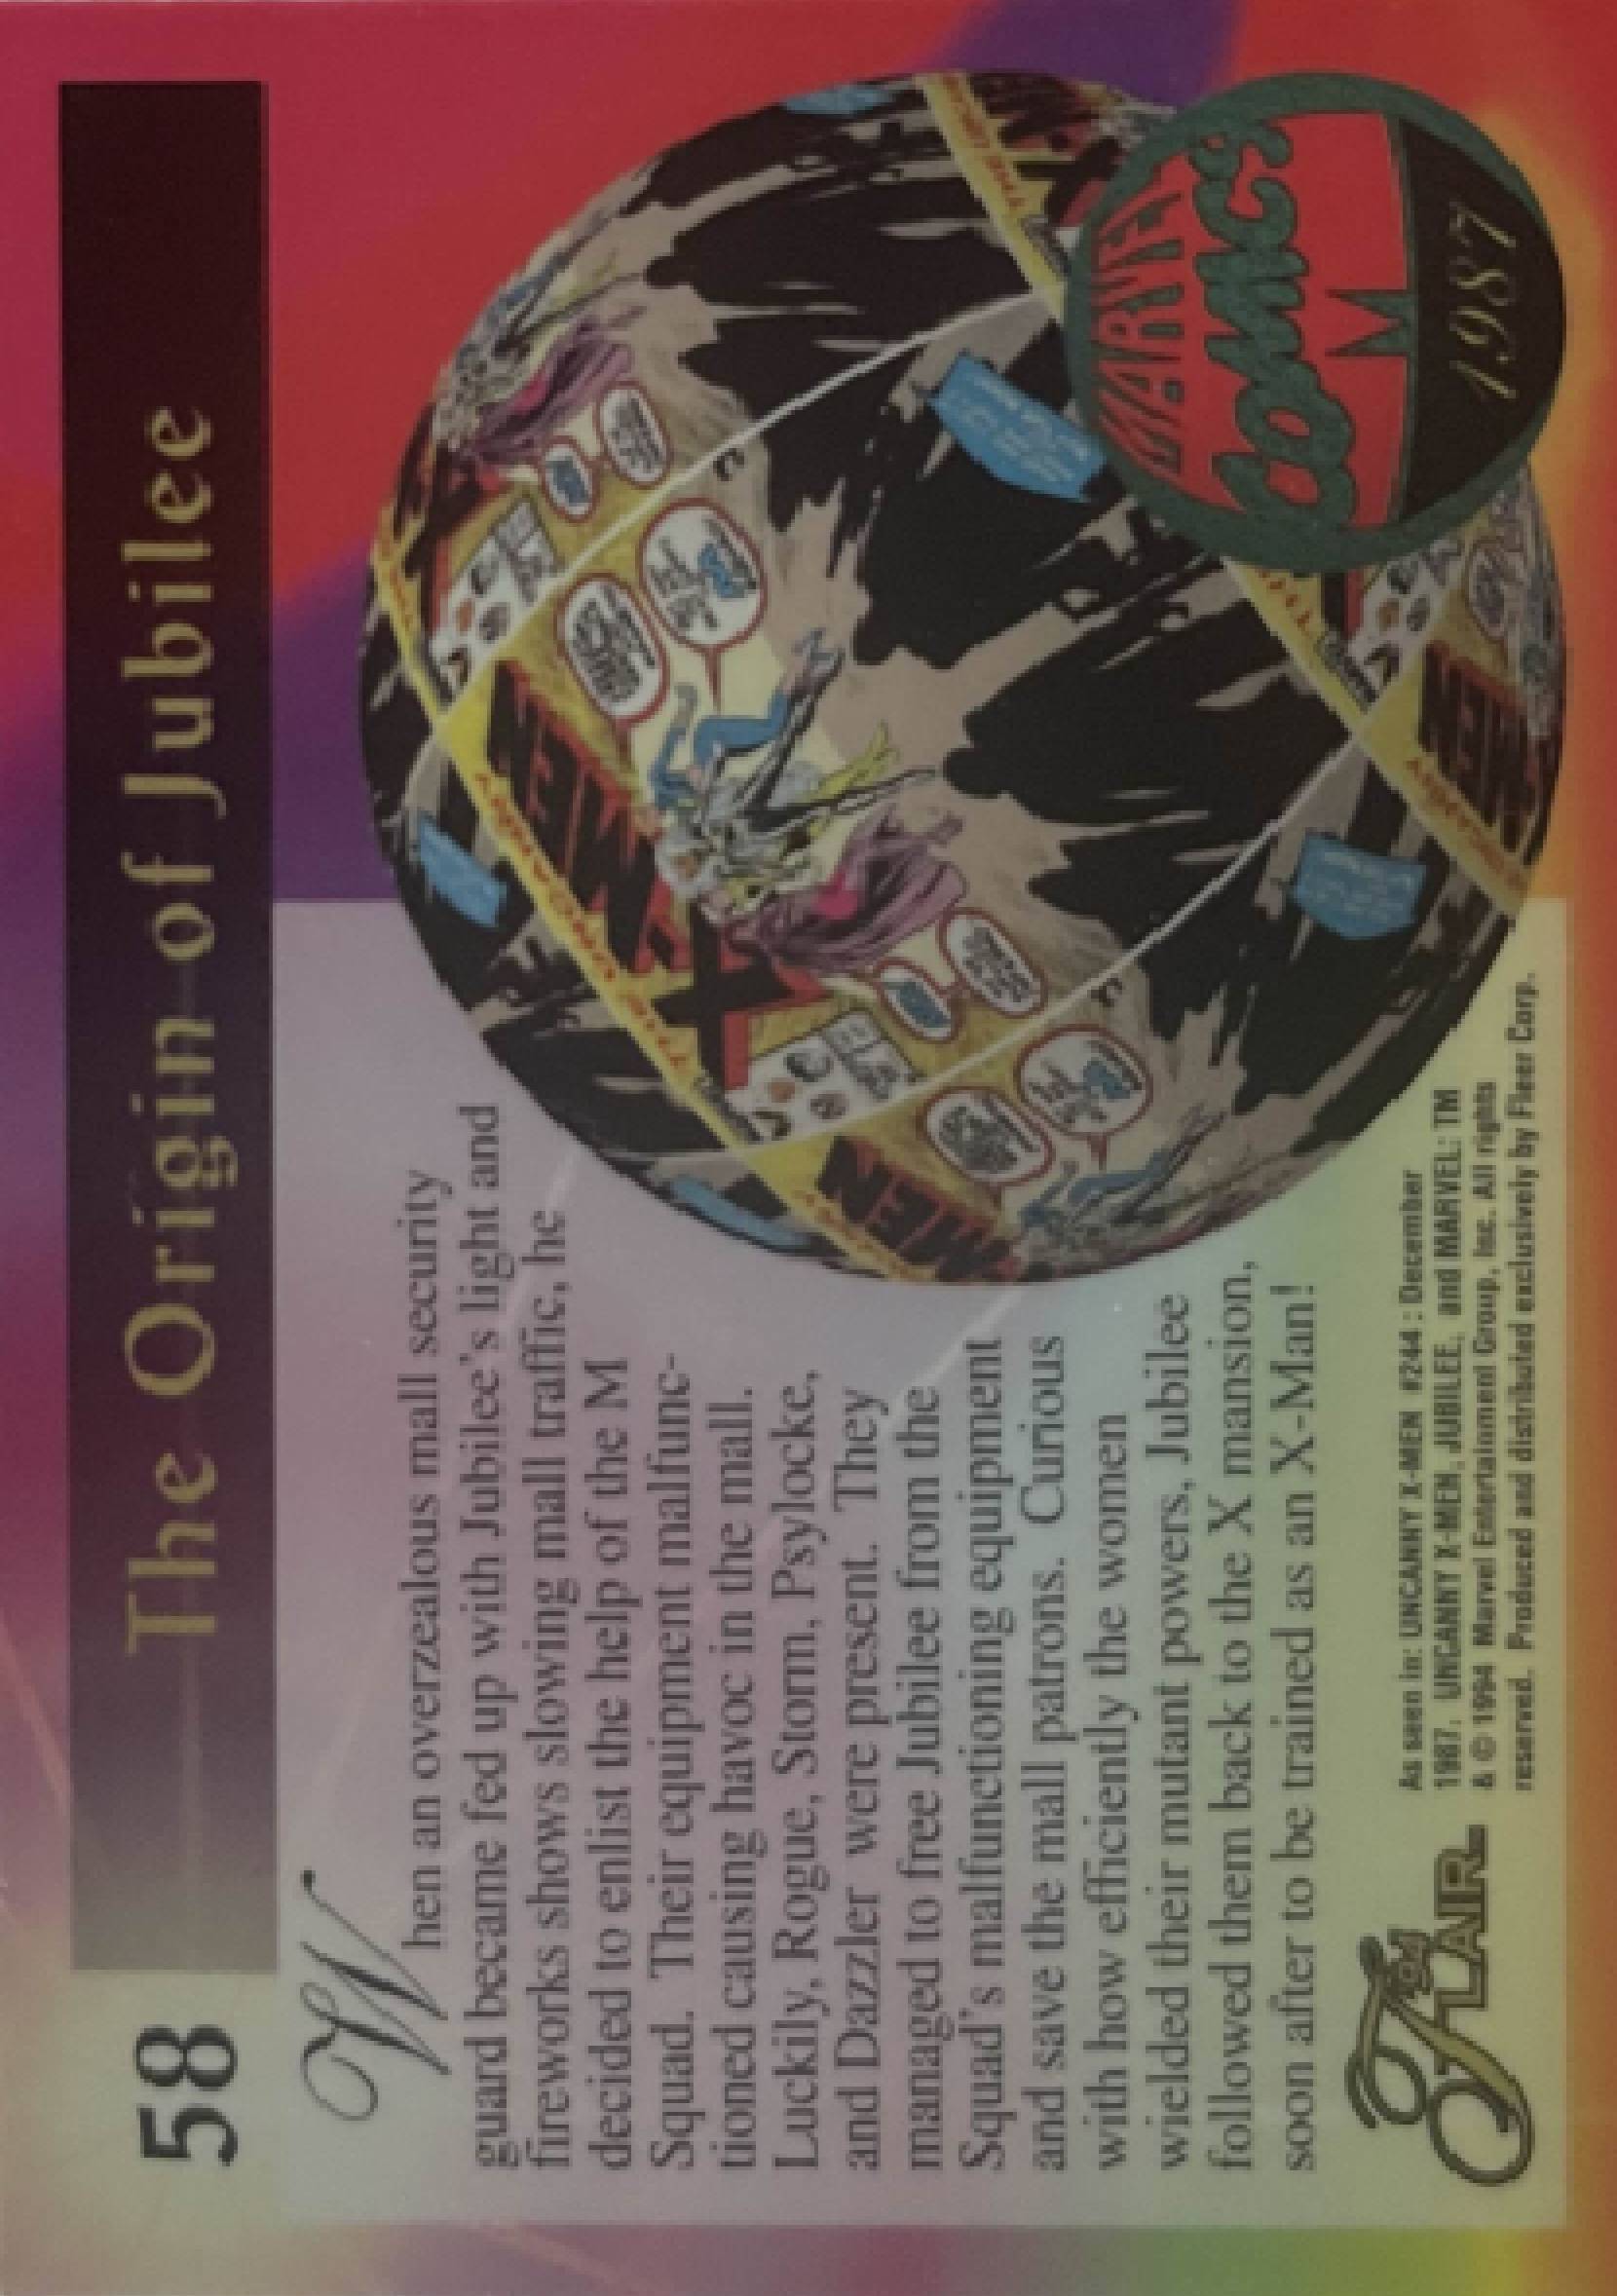 58
The Origin of Jubilee
When an overzealous mall security
guard became fed up with Jubilee's light and
fireworks shows slowing mall traffic, he
decided to enlist the help of the M
Squad. Their equipment malfunc-
tioned causing havoc in the mall.
Luckily, Rogue, Storm, Psylocke,
and Dazzler were present. They
managed to free Jubilee from the
Squad's malfunctioning equipment
and save the mall patrons. Curious
with how efficiently the women
wielded their mutant powers, Jubilee
followed them back to the X mansion,
soon after to be trained as an X-Man!
'94
FLAIR
As seen in: UNCANNY X-MEN #244 : December
1987. UNCANNY X-MEN, JUBILEE, and MARVEL: TM
& © 1994 Marvel Entertainment Group, Inc. All rights
reserved. Produced and distributed exclusively by Fleer Corp.
THE UNCANNY
X-MEN
MEN
MARVEL
COMICS
M
1987